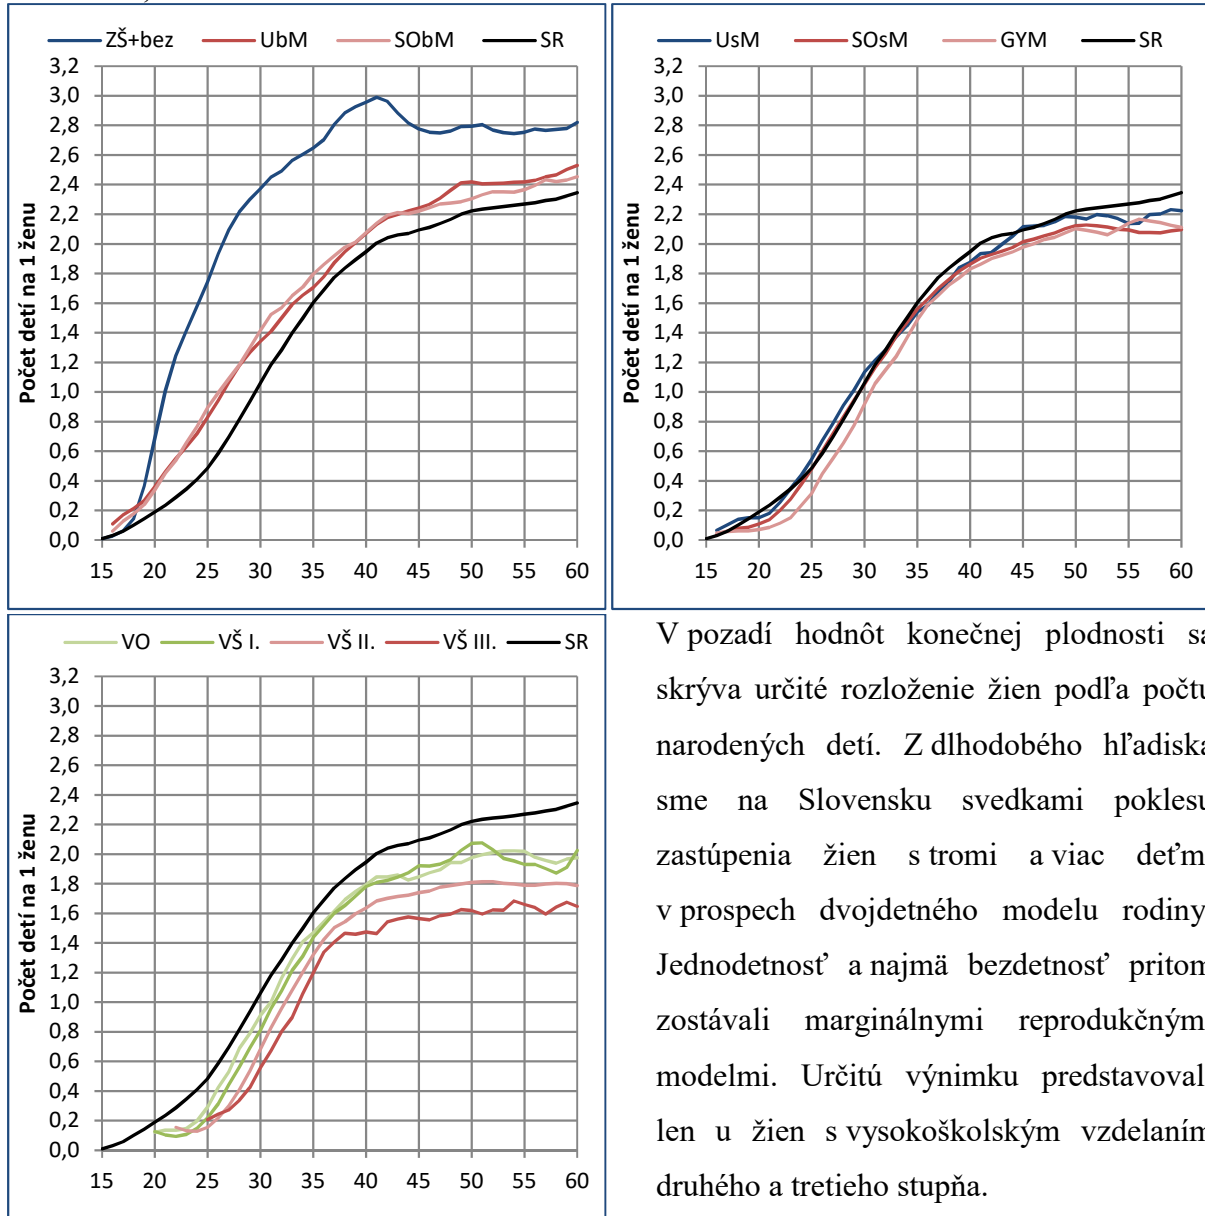 ZŠ+bez UbM SObM SR
3,2
3,0
2,8
2,6
2,4
2,2
2,0
1,8
1,6
1,4
1,2
1,0
0,8
0,6
0,4
0,2
0,0
Počet detí na 1 ženu
15 20 25 30 35 40 45 50 55 60
UsM SOsM GYM SR
3,2
3,0
2,8
2,6
2,4
2,2
2,0
1,8
1,6
1,4
1,2
1,0
0,8
0,6
0,4
0,2
0,0
Počet detí na 1 ženu
15 20 25 30 35 40 45 50 55 60
VO VŠ I. VŠ II. VŠ III. SR
3,2
3,0
2,8
2,6
2,4
2,2
2,0
1,8
1,6
1,4
1,2
1,0
0,8
0,6
0,4
0,2
0,0
Počet detí na 1 ženu
15 20 25 30 35 40 45 50 55 60
V pozadí hodnôt konečnej plodnosti sa
skrýva určité rozloženie žien podľa počtu
narodených detí. Z dlhodobého hľadiska
sme na Slovensku svedkami poklesu
zastúpenia žien s tromi a viac deťm
v prospech dvojdetného modelu rodiny
Jednodetnosť a najmä bezdetnosť pritom
zostávali marginálnymi reprodukčným
modelmi. Určitú výnimku predstavoval
len u žien s vysokoškolským vzdelaním
druhého a tretieho stupňa.